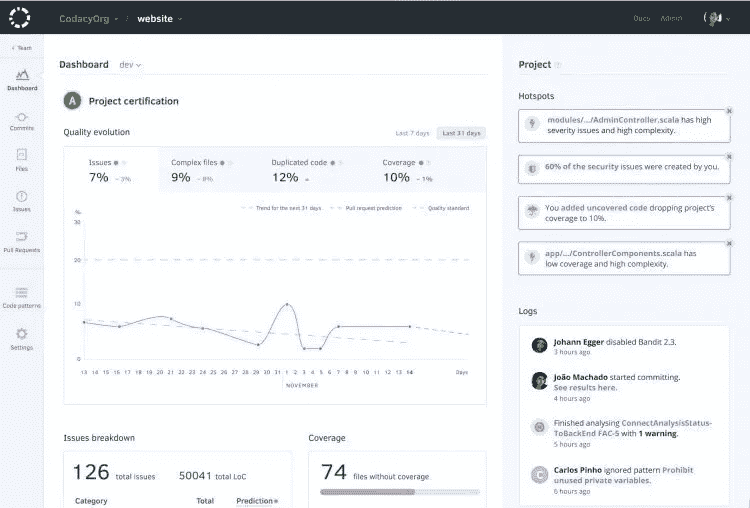 CodacyOrg / website
Docs Admin
Team
Dashboard
Commits
Files
Issues
Pull Requests
Code patterns
Settings
Dashboard dev
A Project certification
Quality evolution
Last 7 days Last 31 days
Issues
7% - 3%
Complex files
9% - 8%
Duplicated code
12% =
Coverage
10% - 1%
Trend for the next 31 days Pull request prediction Quality standard
%
30
20
10
0
13 14 15 16 17 18 19 20 21 22 23 24 25 26 27 28 29 30 31 1 2 3 4 5 6 7 8 9 10 11 12 13 14 Days
NOVEMBER
Issues breakdown
126 total issues 50041 total LoC
Category Total Prediction
Coverage
74 files without coverage
Project
Hotspots
modules/.../AdminController.scala has high
severity issues and high complexity.
60% of the security issues were created by you.
You added uncovered code dropping project's
coverage to 10%.
app/.../ControllerComponents.scala has
low coverage and high complexity.
Logs
Johann Egger disabled Bandit 2.3.
3 hours ago
João Machado started committing.
See results here.
4 hours ago
Finished analysing ConnectAnalysisStatus-
ToBackEnd FAC-5 with 1 warning.
5 hours ago
Carlos Pinho ignored pattern Prohibit
unused private variables.
6 hours ago